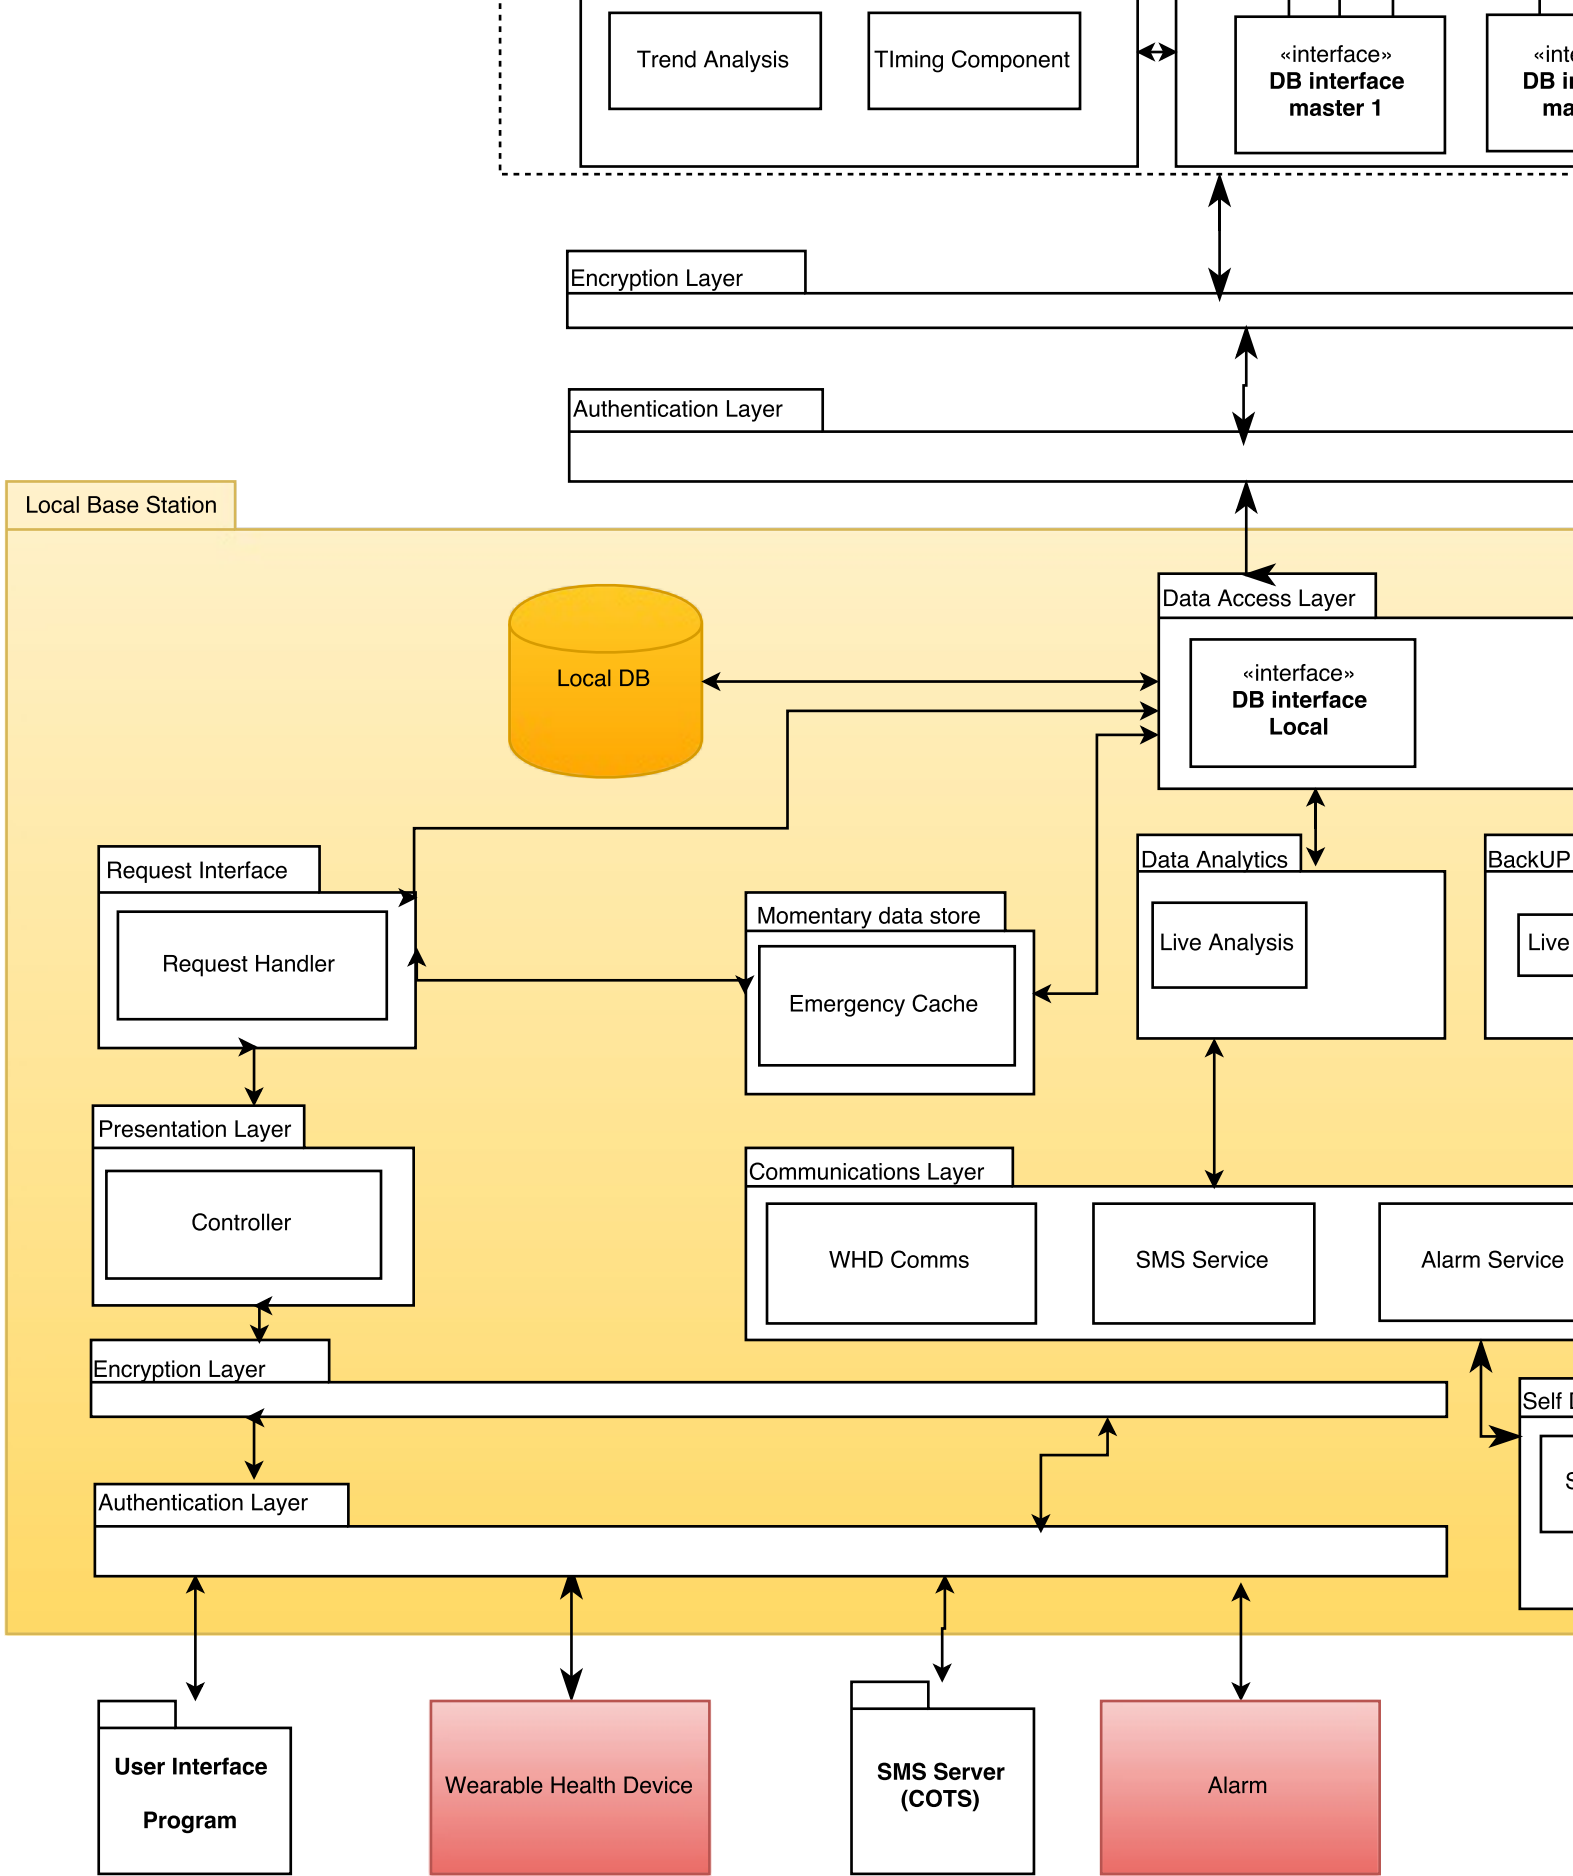 Trend Analysis
TIming Component
«interface»
DB interface
master 1
Encryption Layer
Authentication Layer
Local Base Station
Data Access Layer
Local DB
«interface»
DB interface
Local
Request Interface
Request Handler
Momentary data store
Emergency Cache
Data Analytics
Live Analysis
BackUP
Live
Presentation Layer
Controller
Communications Layer
WHD Comms
SMS Service
Alarm Service
Encryption Layer
Self
Authentication Layer
User Interface
Program
Wearable Health Device
SMS Server
(COTS)
Alarm